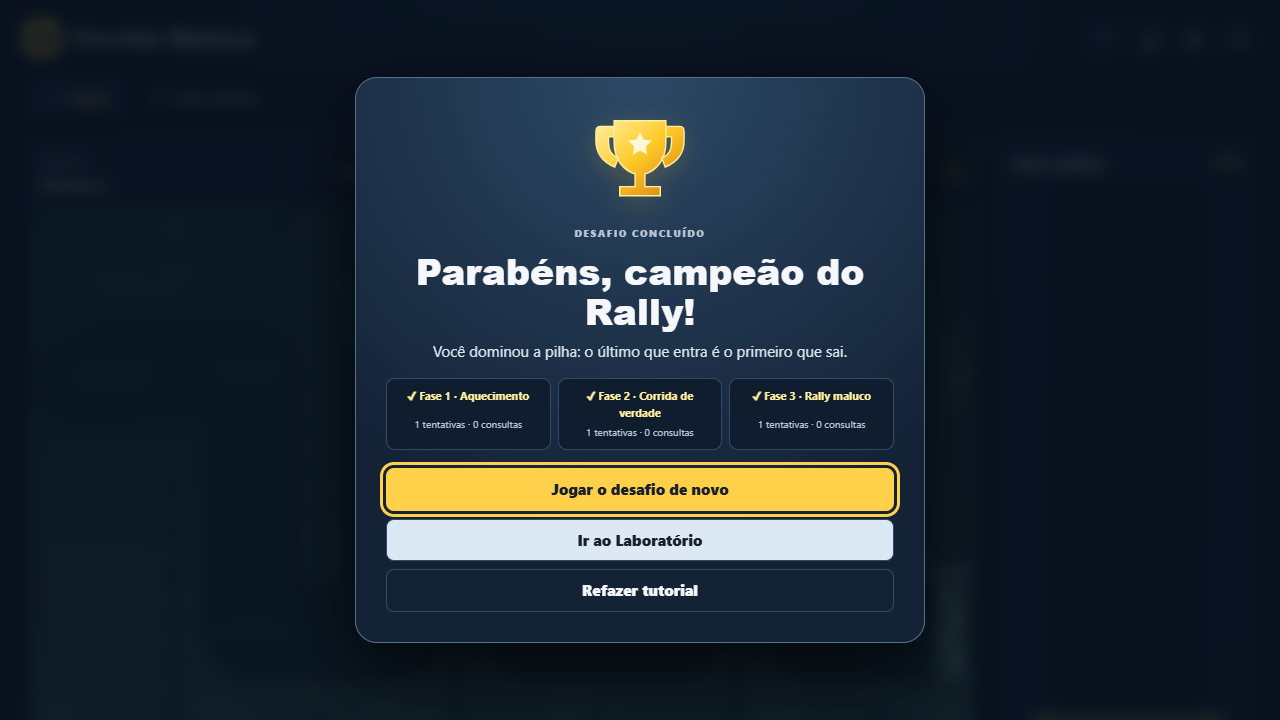 DESAFIO CONCLUÍDO
Parabéns, campeão do
Rally!
Você dominou a pilha: o último que entra é o primeiro que sai.
✓ Fase 1 · Aquecimento
1 tentativas · 0 consultas
✓ Fase 2 · Corrida de
verdade
1 tentativas · 0 consultas
✓ Fase 3 · Rally maluco
1 tentativas · 0 consultas
Jogar o desafio de novo
Ir ao Laboratório
Refazer tutorial